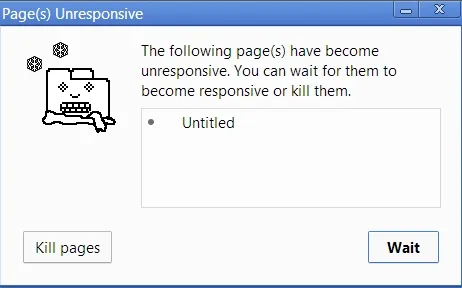 Page(s) Unresponsive
The following page(s) have become
unresponsive. You can wait for them to
become responsive or kill them.
Untitled
Kill pages
Wait